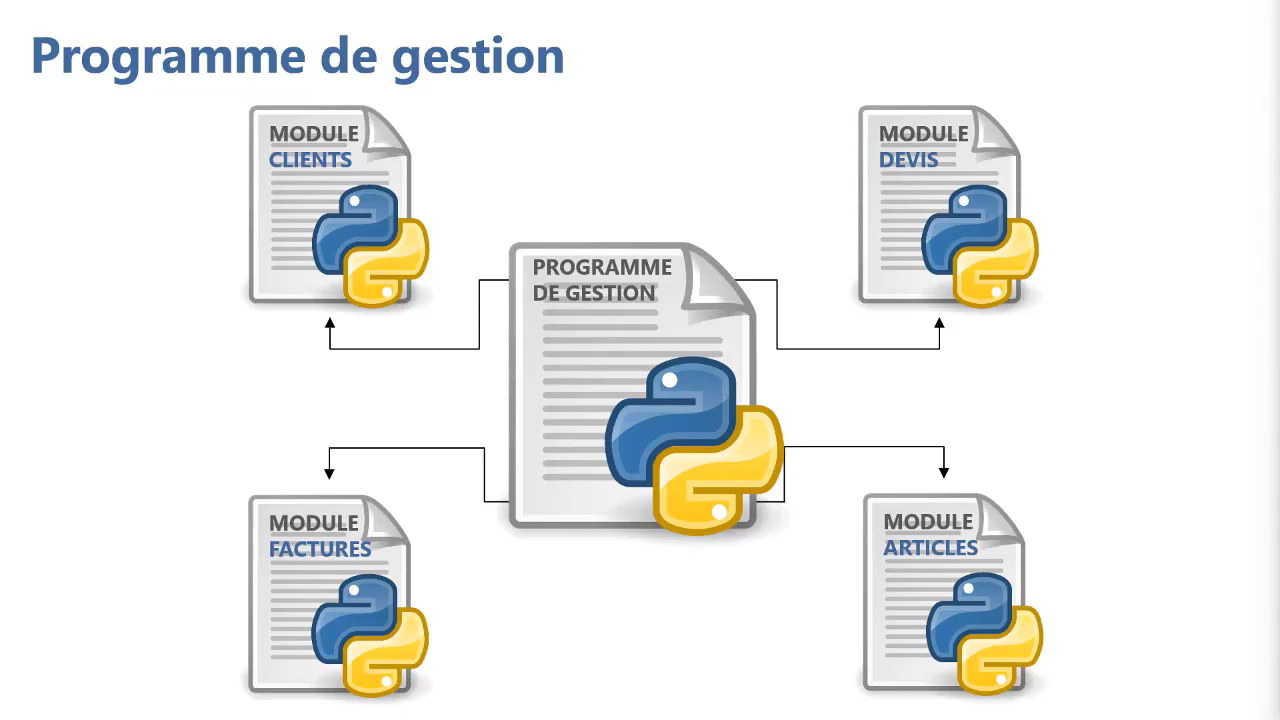 Programme de gestion
MODULE
CLIENTS
MODULE
DEVIS
PROGRAMME
DE GESTION
MODULE
FACTURES
MODULE
ARTICLES